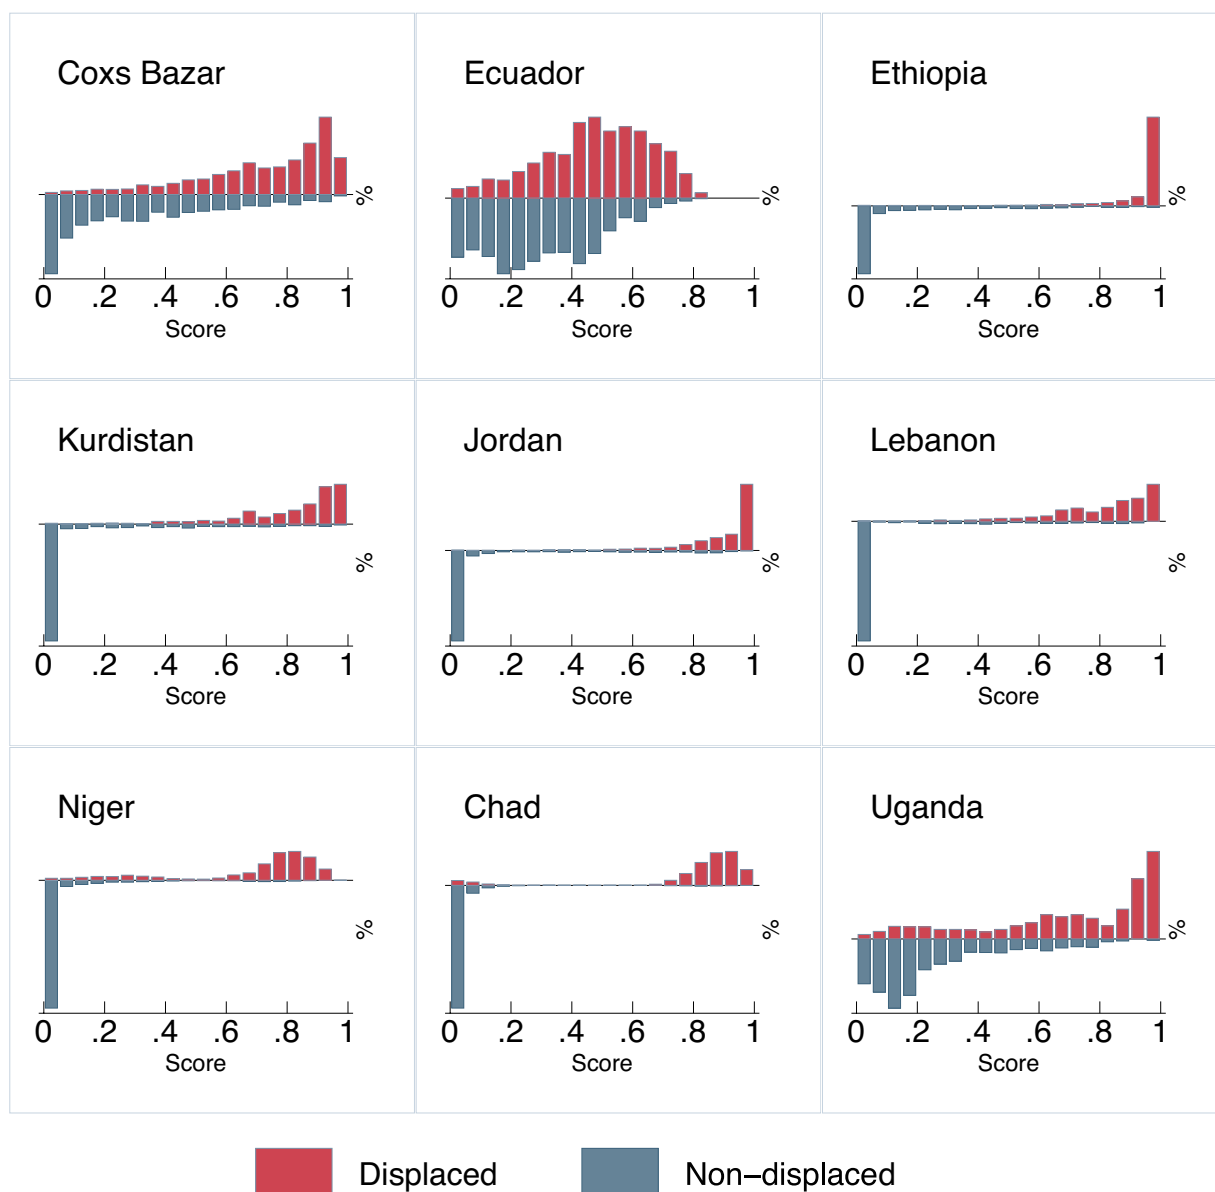 Coxs Bazar
%
0 .2 .4 .6 .8 1
Score
Ecuador
%
0 .2 .4 .6 .8 1
Score
Ethiopia
%
0 .2 .4 .6 .8 1
Score
Kurdistan
%
0 .2 .4 .6 .8 1
Score
Jordan
%
0 .2 .4 .6 .8 1
Score
Lebanon
%
0 .2 .4 .6 .8 1
Score
Niger
%
0 .2 .4 .6 .8 1
Score
Chad
%
0 .2 .4 .6 .8 1
Score
Uganda
%
0 .2 .4 .6 .8 1
Score
Displaced Non−displaced